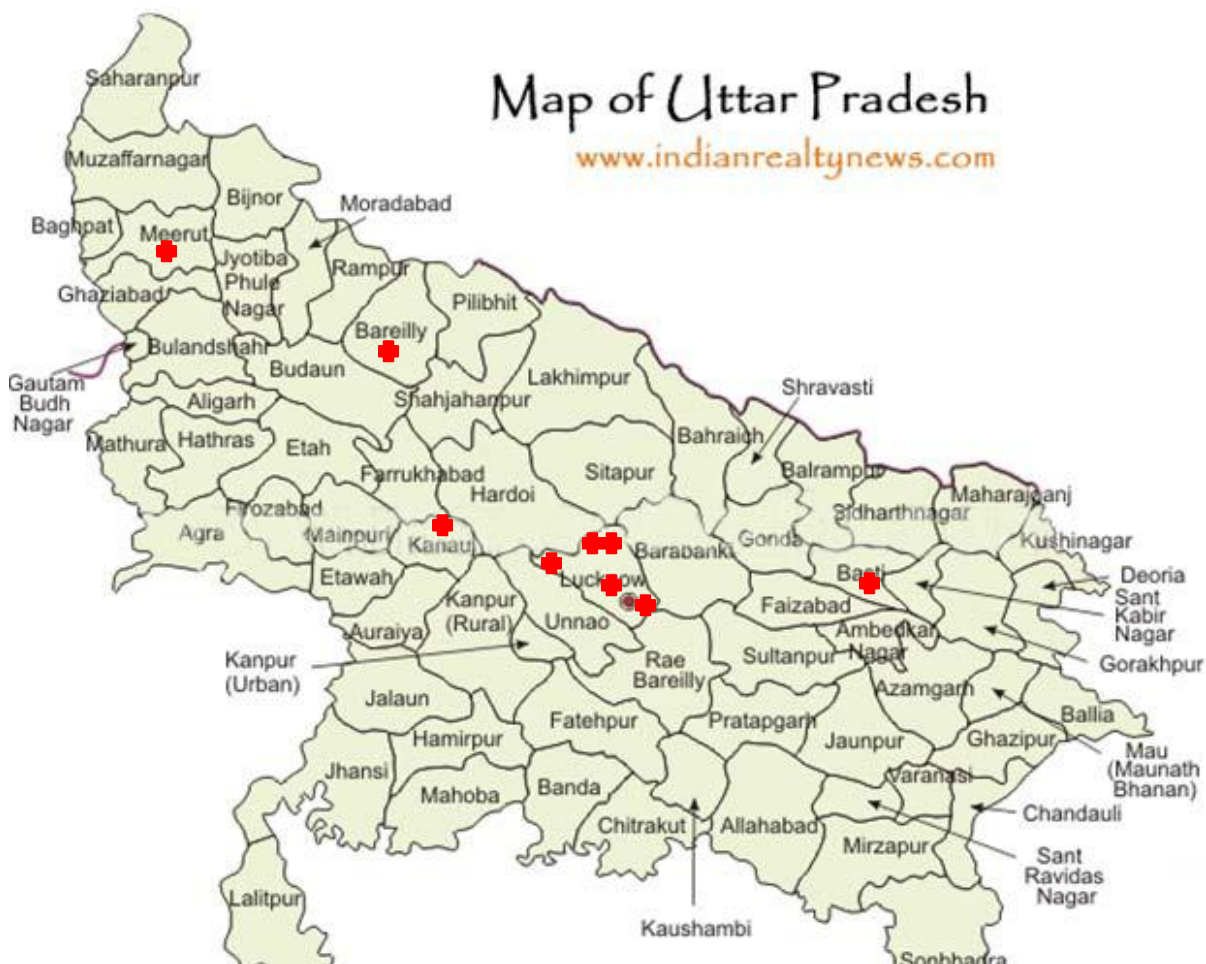 Map of Uttar Pradesh
www.indianrealtynews.com
Saharanpur
Muzaffarnagar
Bijnor
Moradabad
Baghpat
Meerut
Jyotiba
Phule
Nagar
Rampur
Ghaziabad
Pilibhit
Bareilly
Bulandshahr
Budaun
Gautam
Budh
Nagar
Lakhimpur
Shravasti
Aligarh
Shahjahanpur
Mathura
Hathras
Etah
Bahraich
Farrukhabad
Sitapur
Balrampur
Hardoi
Maharajganj
Firozabad
Sidharthnagar
Agra
Mainpuri
Kanauj
Barabanki
Gonda
Kushinagar
Etawah
Lucknow
Basti
Deoria
Kanpur
(Rural)
Faizabad
Sant
Kabir
Nagar
Auraiya
Unnao
Ambedkar
Nagar
Kanpur
(Urban)
Rae
Bareilly
Sultanpur
Gorakhpur
Jalaun
Azamgarh
Fatehpur
Pratapgarh
Ballia
Hamirpur
Jaunpur
Ghazipur
Mau
(Maunath
Bhanan)
Jhansi
Mahoba
Banda
Varanasi
Chandauli
Chitrakut
Allahabad
Mirzapur
Sant
Ravidas
Nagar
Lalitpur
Kaushambi
Sonbhadra